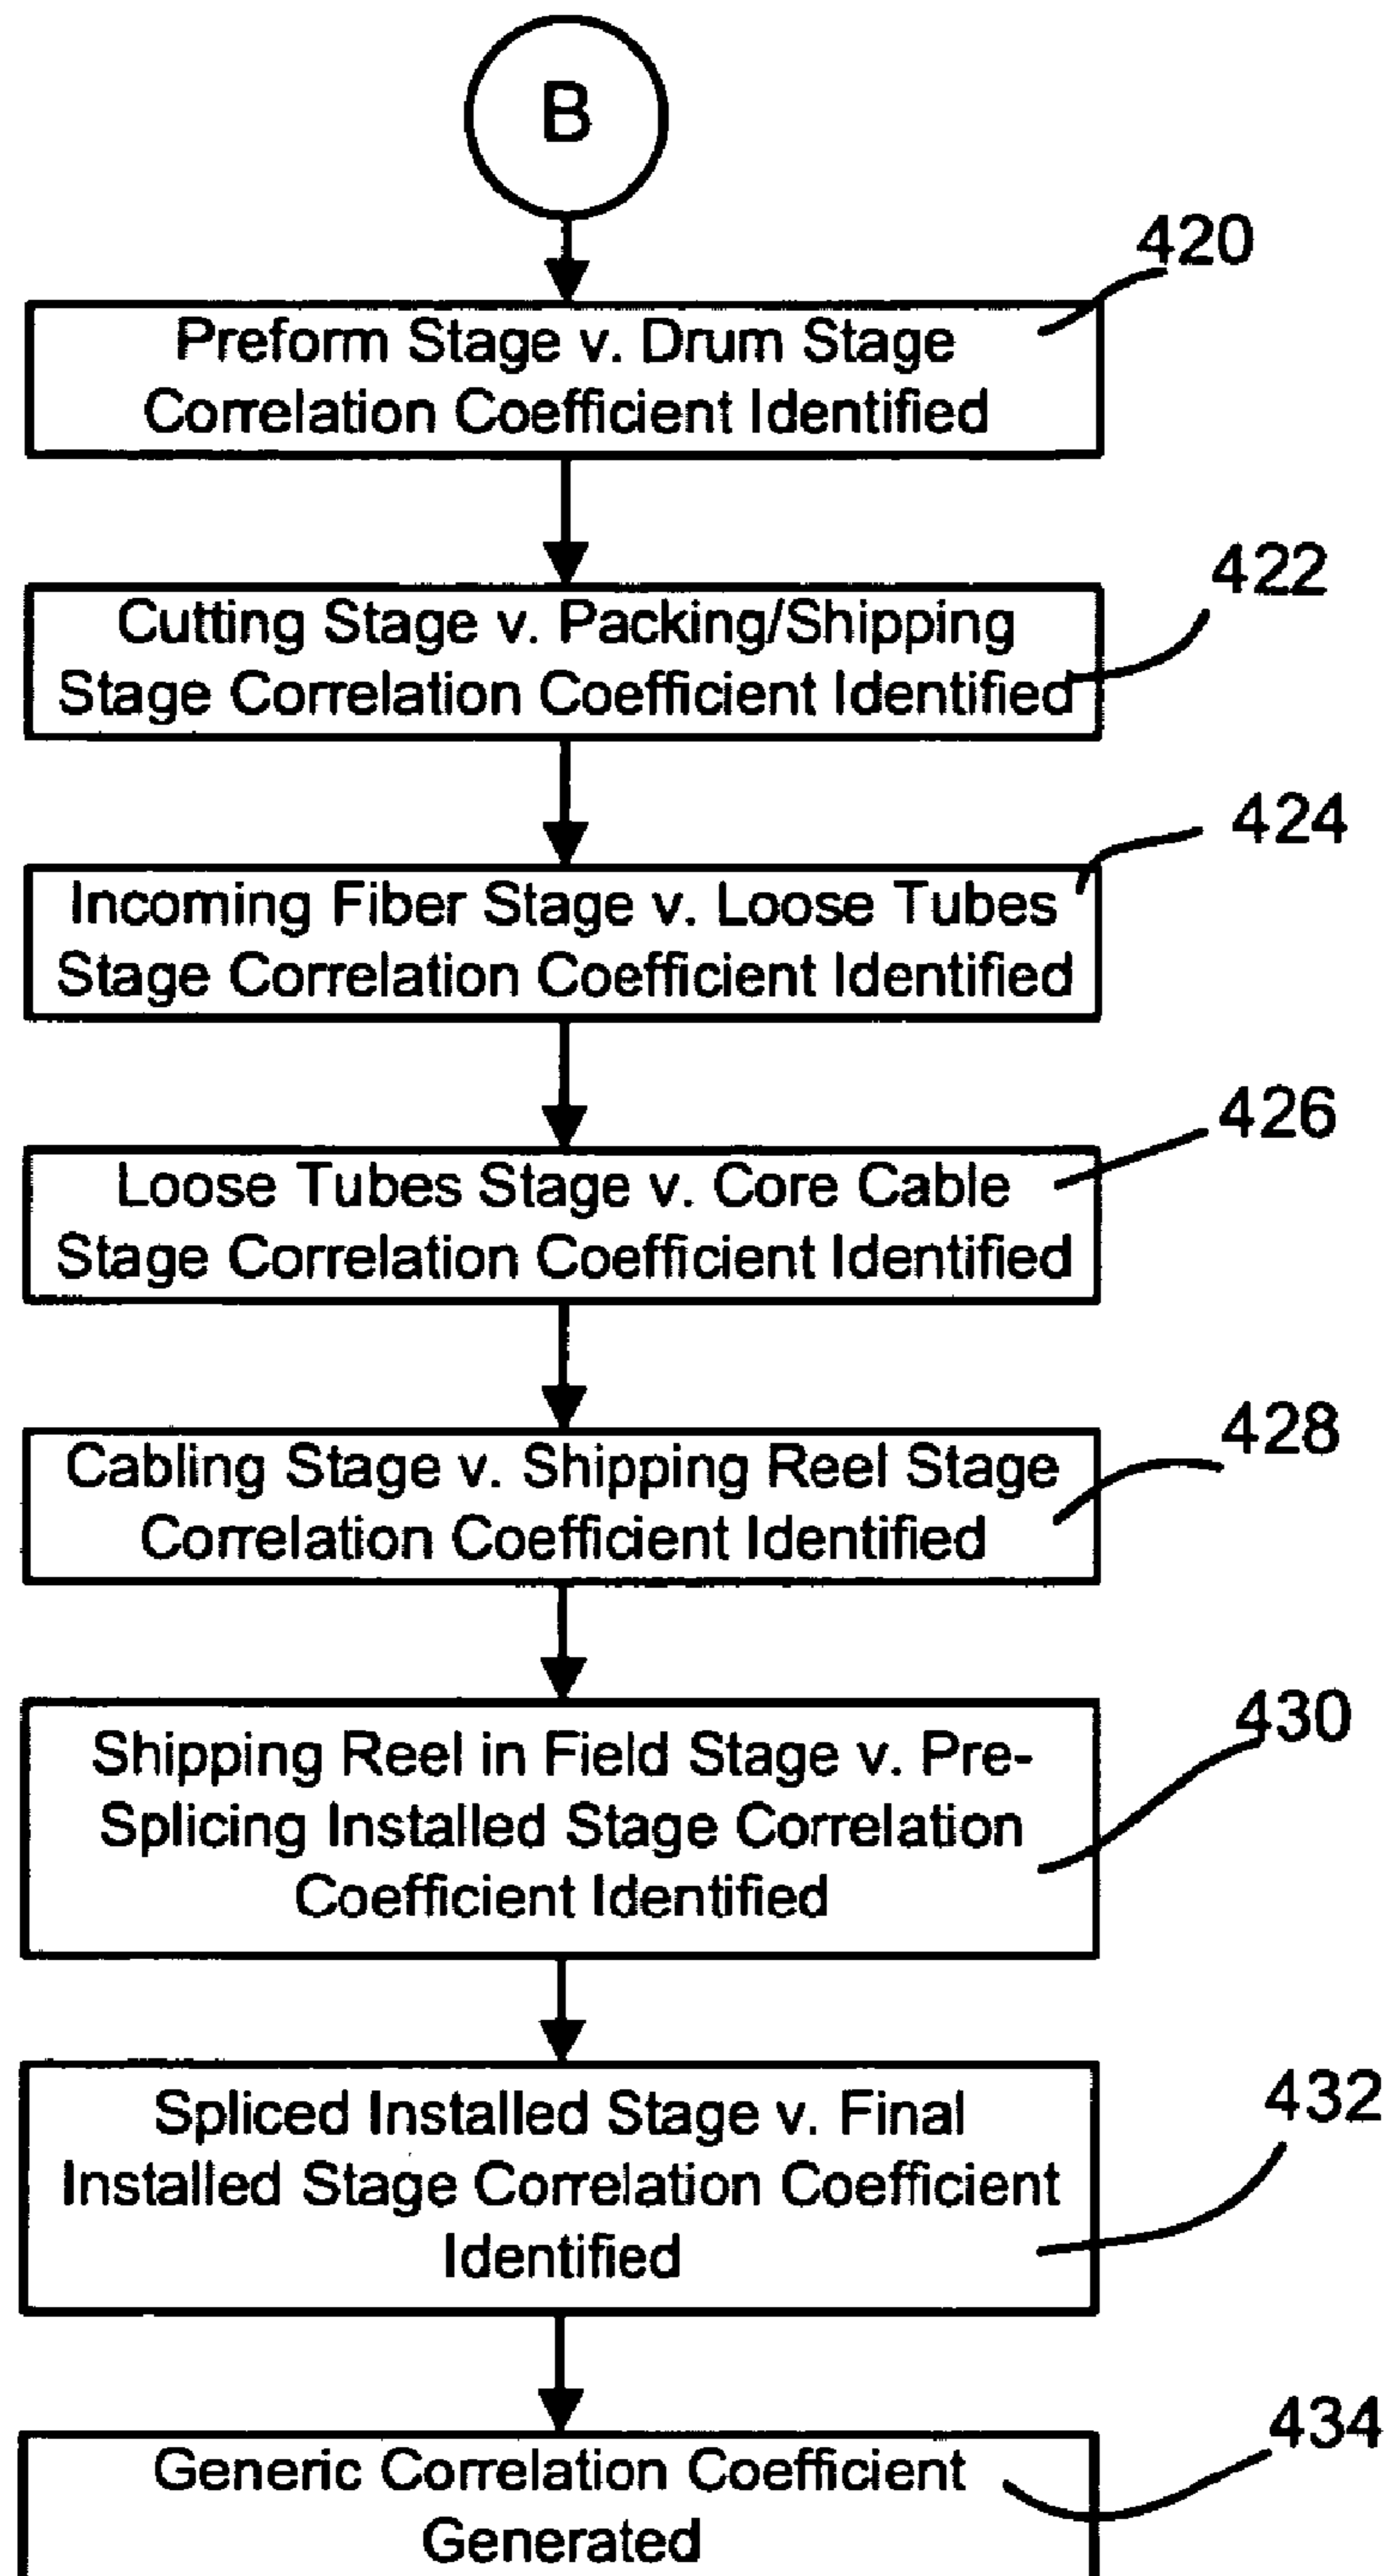 B
420
Preform Stage v. Drum Stage
Correlation Coefficient Identified
422
Cutting Stage v. Packing/Shipping
Stage Correlation Coefficient Identified
424
Incoming Fiber Stage v. Loose Tubes
Stage Correlation Coefficient Identified
426
Loose Tubes Stage v. Core Cable
Stage Correlation Coefficient Identified
428
Cabling Stage v. Shipping Reel Stage
Correlation Coefficient Identified
430
Shipping Reel in Field Stage v. Pre-
Splicing Installed Stage Correlation
Coefficient Identified
432
Spliced Installed Stage v. Final
Installed Stage Correlation Coefficient
Identified
434
Generic Correlation Coefficient
Generated